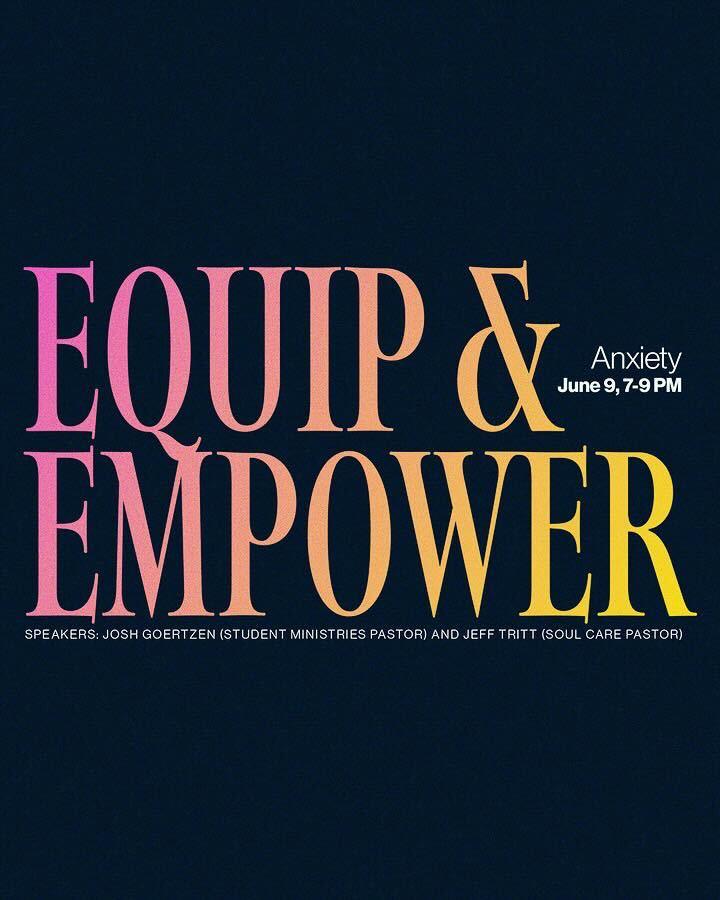 EQUIP &
Anxiety
June 9, 7-9 PM
EMPOWER
SPEAKERS: JOSH GOERTZEN (STUDENT MINISTRIES PASTOR) AND JEFF TRITT (SOUL CARE PASTOR)